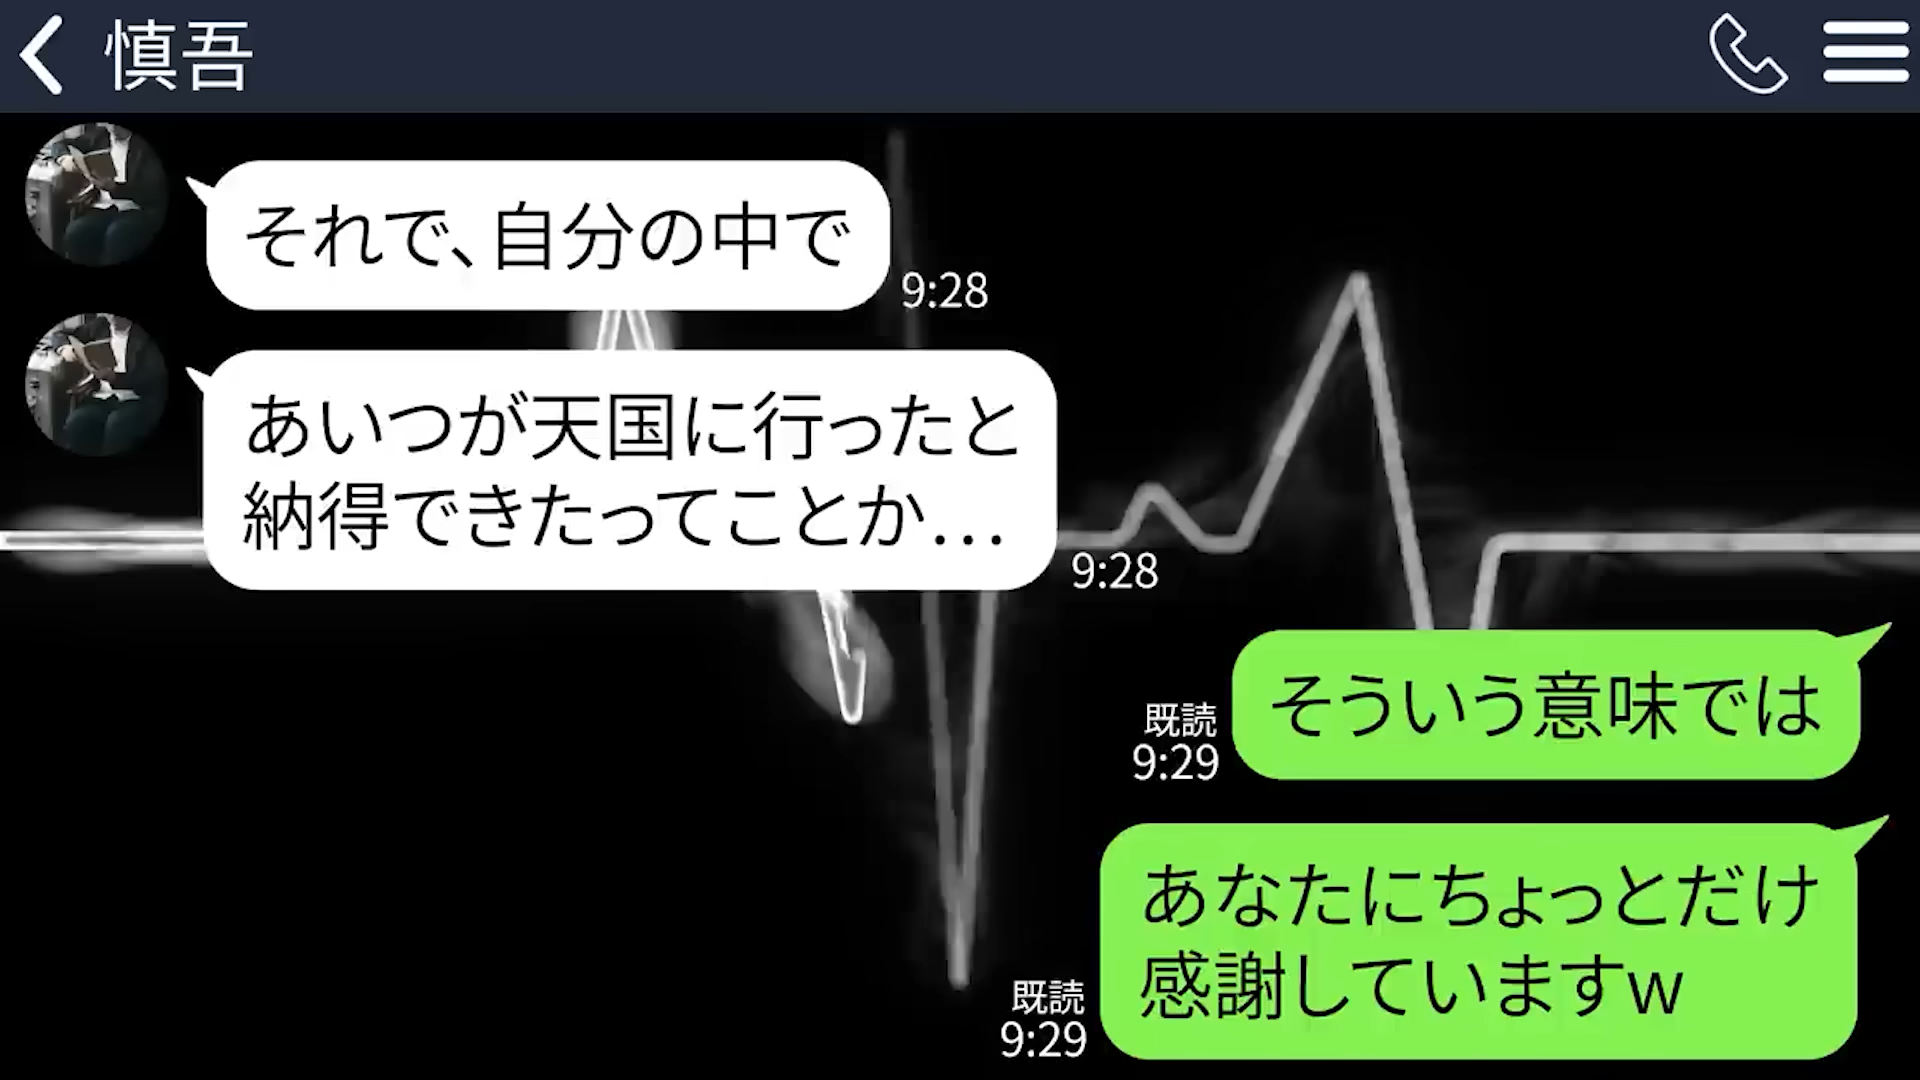 慎吾
それで、自分の中で
9:28
あいつが天国に行ったと
納得できたってことか…
9:28
そういう意味では
既読
9:29
あなたにちょっとだけ
感謝していますw
既読
9:29